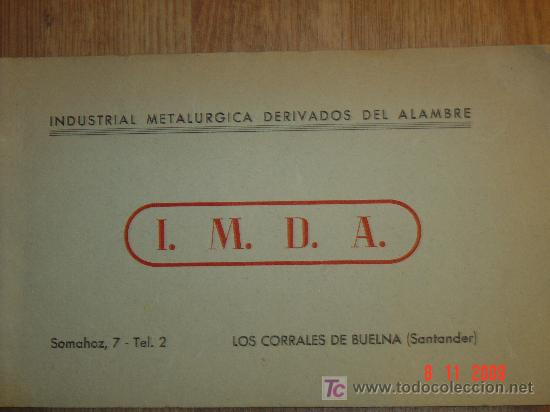 INDUSTRIAL METALURGICA DERIVADOS DEL ALAMBRE
I. M. D. A.
Somahoz, 7 - Tel. 2 LOS CORRALES DE BUELNA (Santander)
8 11 2009
TC todocoleccion
www.todocoleccion.net